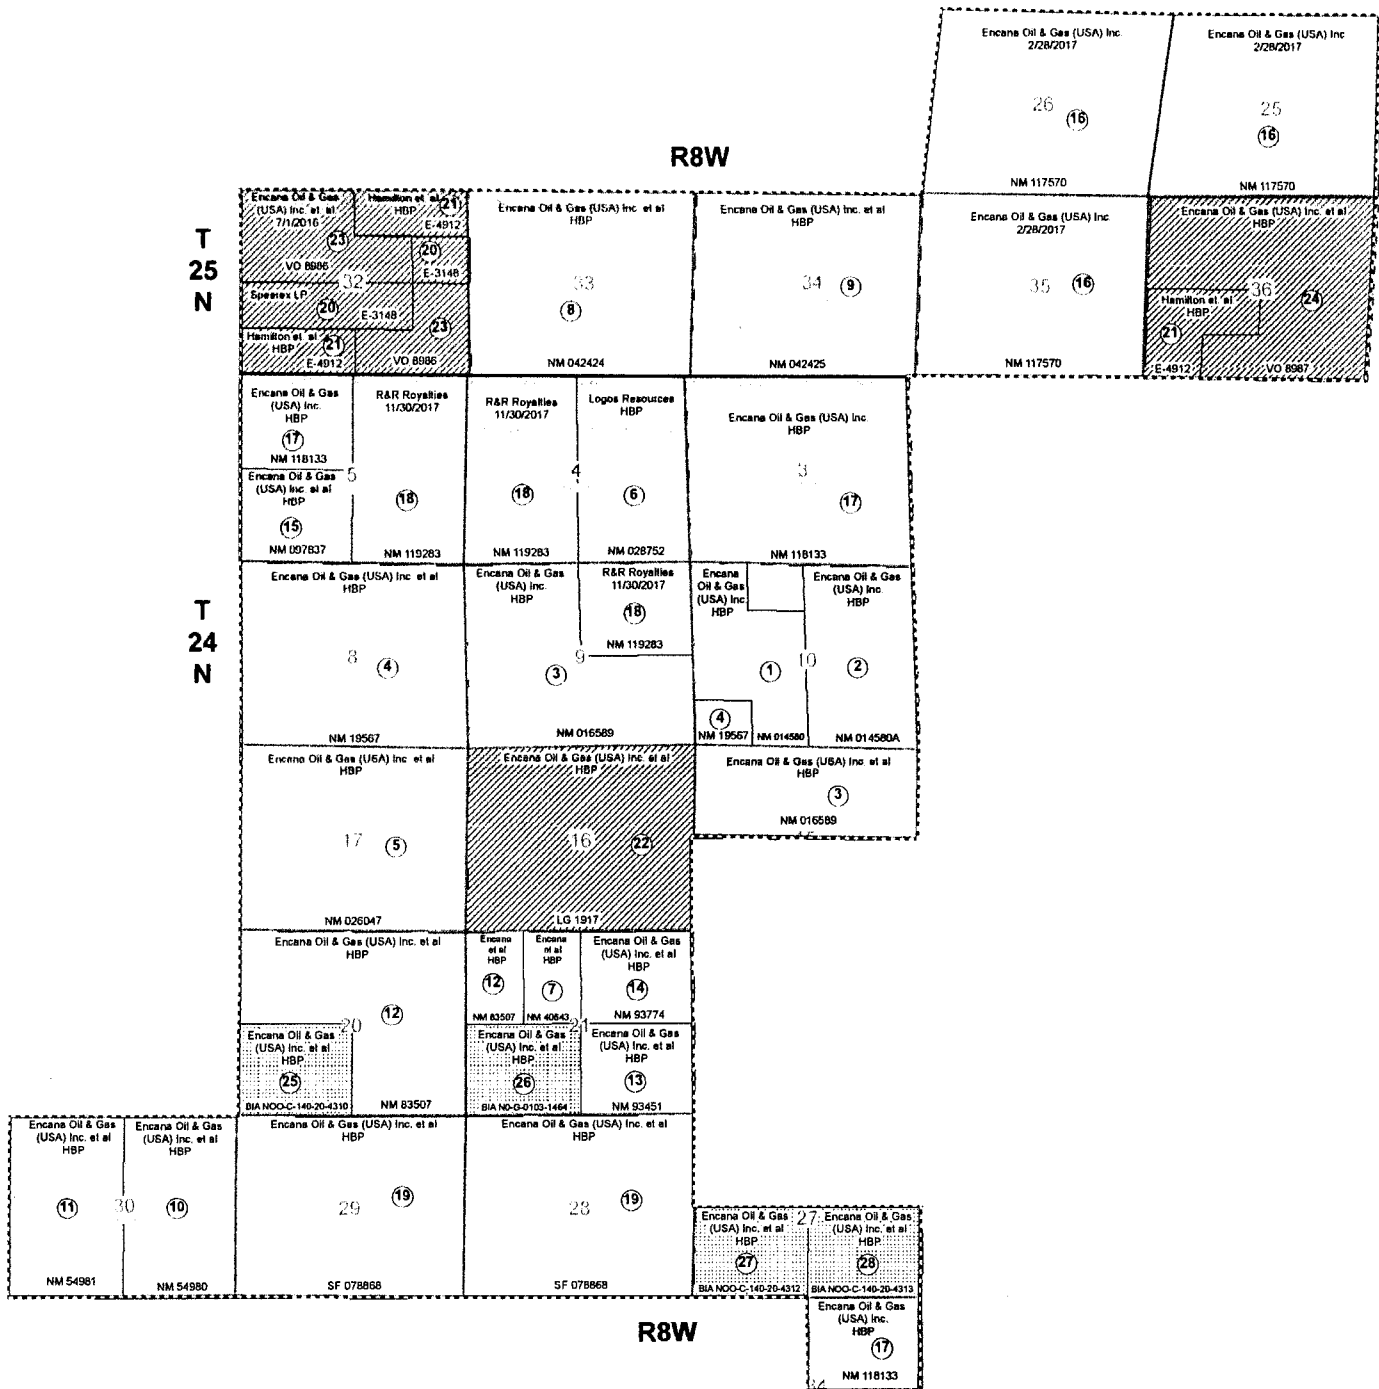 Encana Oil & Gas (USA) Inc.
2/28/2017
26
16
NM 117570
Encana Oil & Gas (USA) Inc
2/28/2017
25
16
NM 117570
R8W
T
25
N
Encana Oil & Gas
(USA) Inc. et. al
7/1/2016
23
VO 8986
Hamilton et. al
HBP
21
E-4912
20
E-3148
32
Spearex LP
20
E-3148
Hamilton et. al
HBP
21
E-4912
23
VO 8986
Encana Oil & Gas (USA) Inc. et al
HBP
33
8
NM 042424
Encana Oil & Gas (USA) Inc. et al
HBP
34
9
NM 042425
Encana Oil & Gas (USA) Inc
2/28/2017
35
16
NM 117570
Encana Oil & Gas (USA) Inc. et al
HBP
36
24
Hamilton et. al
HBP
21
E-4912
VO 8987
Encana Oil & Gas
(USA) Inc.
HBP
17
NM 118133
5
Encana Oil & Gas
(USA) Inc. et al
HBP
15
NM 097837
R&R Royalties
11/30/2017
18
NM 119283
R&R Royalties
11/30/2017
4
18
NM 119283
Logos Resources
HBP
6
NM 028752
Encana Oil & Gas (USA) Inc.
HBP
3
17
NM 118133
T
24
N
Encana Oil & Gas (USA) Inc. et al
HBP
8
4
NM 19567
Encana Oil & Gas
(USA) Inc.
HBP
9
3
NM 016589
R&R Royalties
11/30/2017
18
NM 119283
Encana
Oil & Gas
(USA) Inc
HBP
1
10
4
NM 19567
NM 014580
Encana Oil & Gas
(USA) Inc.
HBP
2
NM 014580A
Encana Oil & Gas (USA) Inc. et al
HBP
17
5
NM 026047
Encana Oil & Gas (USA) Inc. et al
HBP
16
22
LG 1917
Encana Oil & Gas (USA) Inc. et al
HBP
3
NM 016589
15
Encana Oil & Gas (USA) Inc. et al
HBP
12
20
Encana Oil & Gas
(USA) Inc. et al
HBP
25
BIA NOO-C-140-20-4310
NM 83507
Encana
et al
HBP
12
NM 83507
Encana
et al
HBP
7
NM 40643
21
Encana Oil & Gas
(USA) Inc. et al
HBP
14
NM 93774
Encana Oil & Gas
(USA) Inc. et al
HBP
26
BIA N0-G-0103-1464
Encana Oil & Gas
(USA) Inc. et al
HBP
13
NM 93451
Encana Oil & Gas
(USA) Inc. et al
HBP
11
NM 54981
30
Encana Oil & Gas
(USA) Inc. et al
HBP
10
NM 54980
Encana Oil & Gas (USA) Inc. et al
HBP
29
19
SF 078868
Encana Oil & Gas (USA) Inc. et al
HBP
28
19
SF 078868
27
Encana Oil & Gas
(USA) Inc. et al
HBP
27
BIA NOO-C-140-20-4312
Encana Oil & Gas
(USA) Inc. et al
HBP
28
BIA NOO-C-140-20-4313
Encana Oil & Gas
(USA) Inc.
HBP
17
NM 118133
34
R8W